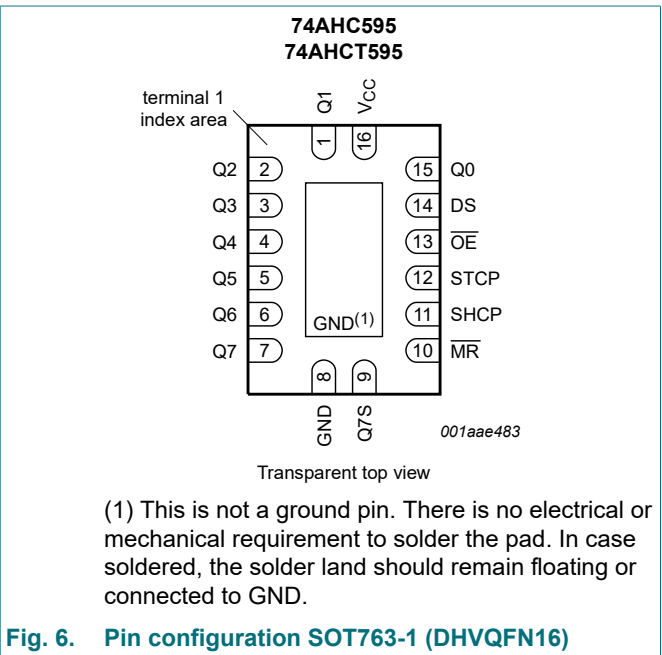 74AHC595
74AHCT595
terminal 1
index area
Q1 VCC
1 16
Q2 2 15 Q0
Q3 3 14 DS
Q4 4 13 OE
Q5 5 12 STCP
Q6 6 11 SHCP
GND(1)
Q7 7 10 MR
8 9
GND Q7S
001aae483
Transparent top view
(1) This is not a ground pin. There is no electrical or
mechanical requirement to solder the pad. In case
soldered, the solder land should remain floating or
connected to GND.
Fig. 6. Pin configuration SOT763-1 (DHVQFN16)